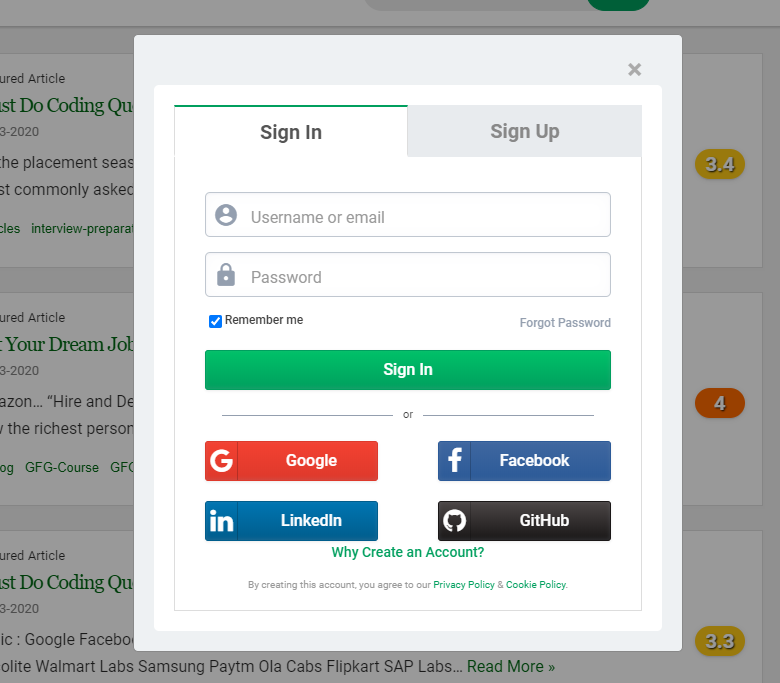 Sign In
Sign Up
Username or email
Password
Remember me
Forgot Password
Sign In
or
G Google
f Facebook
in LinkedIn
GitHub
Why Create an Account?
By creating this account, you agree to our Privacy Policy & Cookie Policy.
ured Article
st Do Coding Qu
3-2020
the placement seas
st commonly asked
cles interview-preparat
3.4
ured Article
t Your Dream Job
3-2020
azon... “Hire and De
w the richest person
og GFG-Course GFG
4
ured Article
st Do Coding Qu
3-2020
ic : Google Facebo
olite Walmart Labs Samsung Paytm Ola Cabs Flipkart SAP Labs... Read More »
3.3